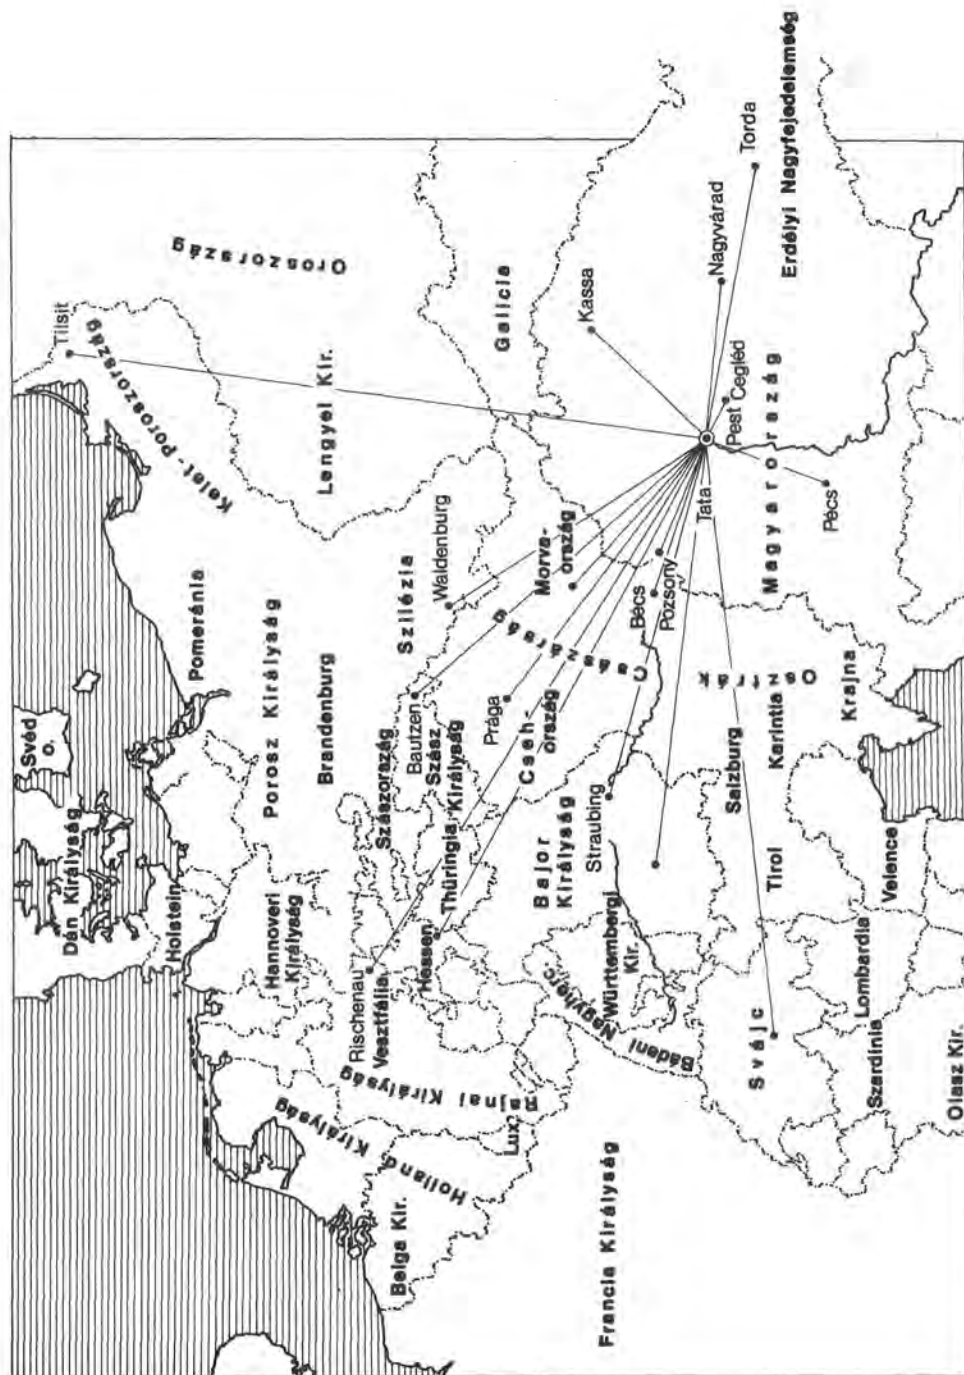 Svéd
o.
Dán Királyság
Holstein
Pomeránia
Kelet-Poroszország
Tilsit
Oroszország
Hannoveri
Királyság
Porosz Királyság
Brandenburg
Lengyel Kir.
Holland Királyság
Belga Kir.
Rajnai Királyság
Rischenau
Vesztfália
Hessen
Thüringia
Szászország
Bautzen
Szász
Királyság
Szilézia
Waldenburg
Galícia
Lux.
Prága
Cseh-
ország
Morva-
ország
Kassa
Francia Királyság
Bádeni Nagyherc.
Württembergi
Kir.
Bajor
Királyság
Straubing
Osztrák
Császárság
Bécs
Pozsony
Tata
Pest
Cegléd
Nagyvárad
Torda
Erdélyi Nagyfejedelemség
Magyarország
Pécs
Svájc
Salzburg
Tirol
Karintia
Krajna
Szardínia
Lombardia
Velence
Olasz Kir.